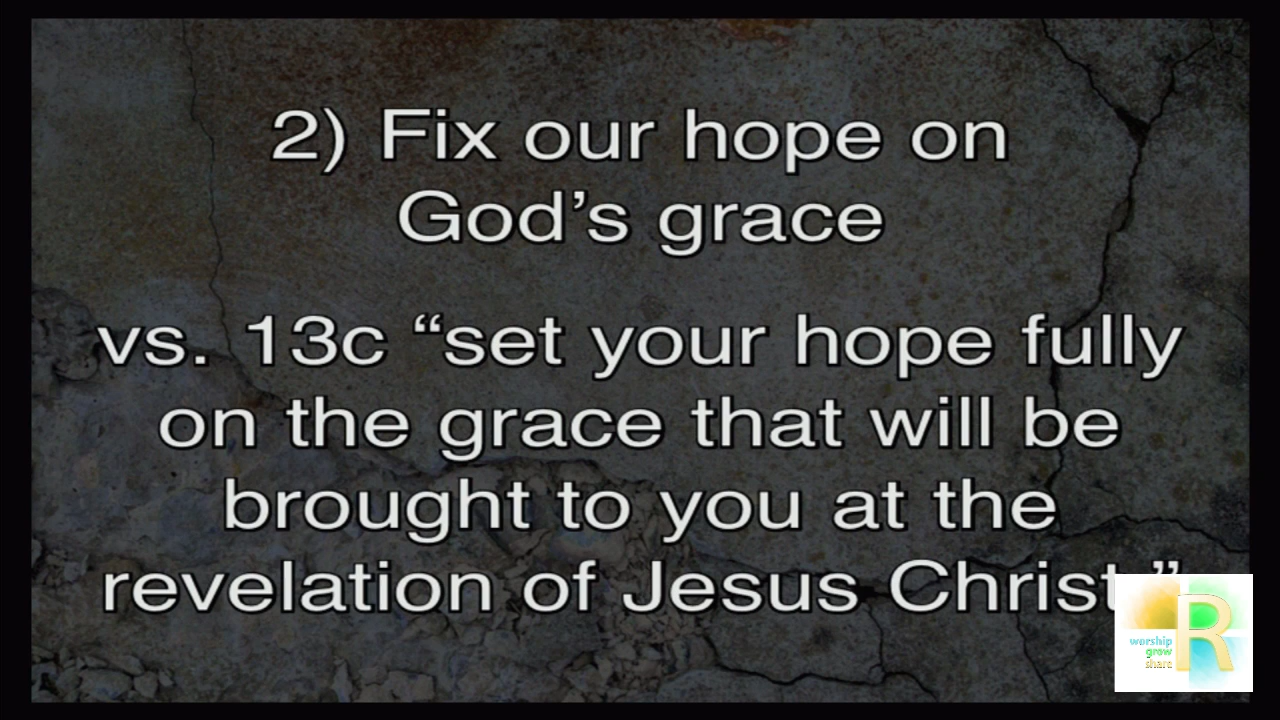 2) Fix our hope on
God’s grace
vs. 13c “set your hope fully
on the grace that will be
brought to you at the
revelation of Jesus Christ.”
worship
grow
share
R